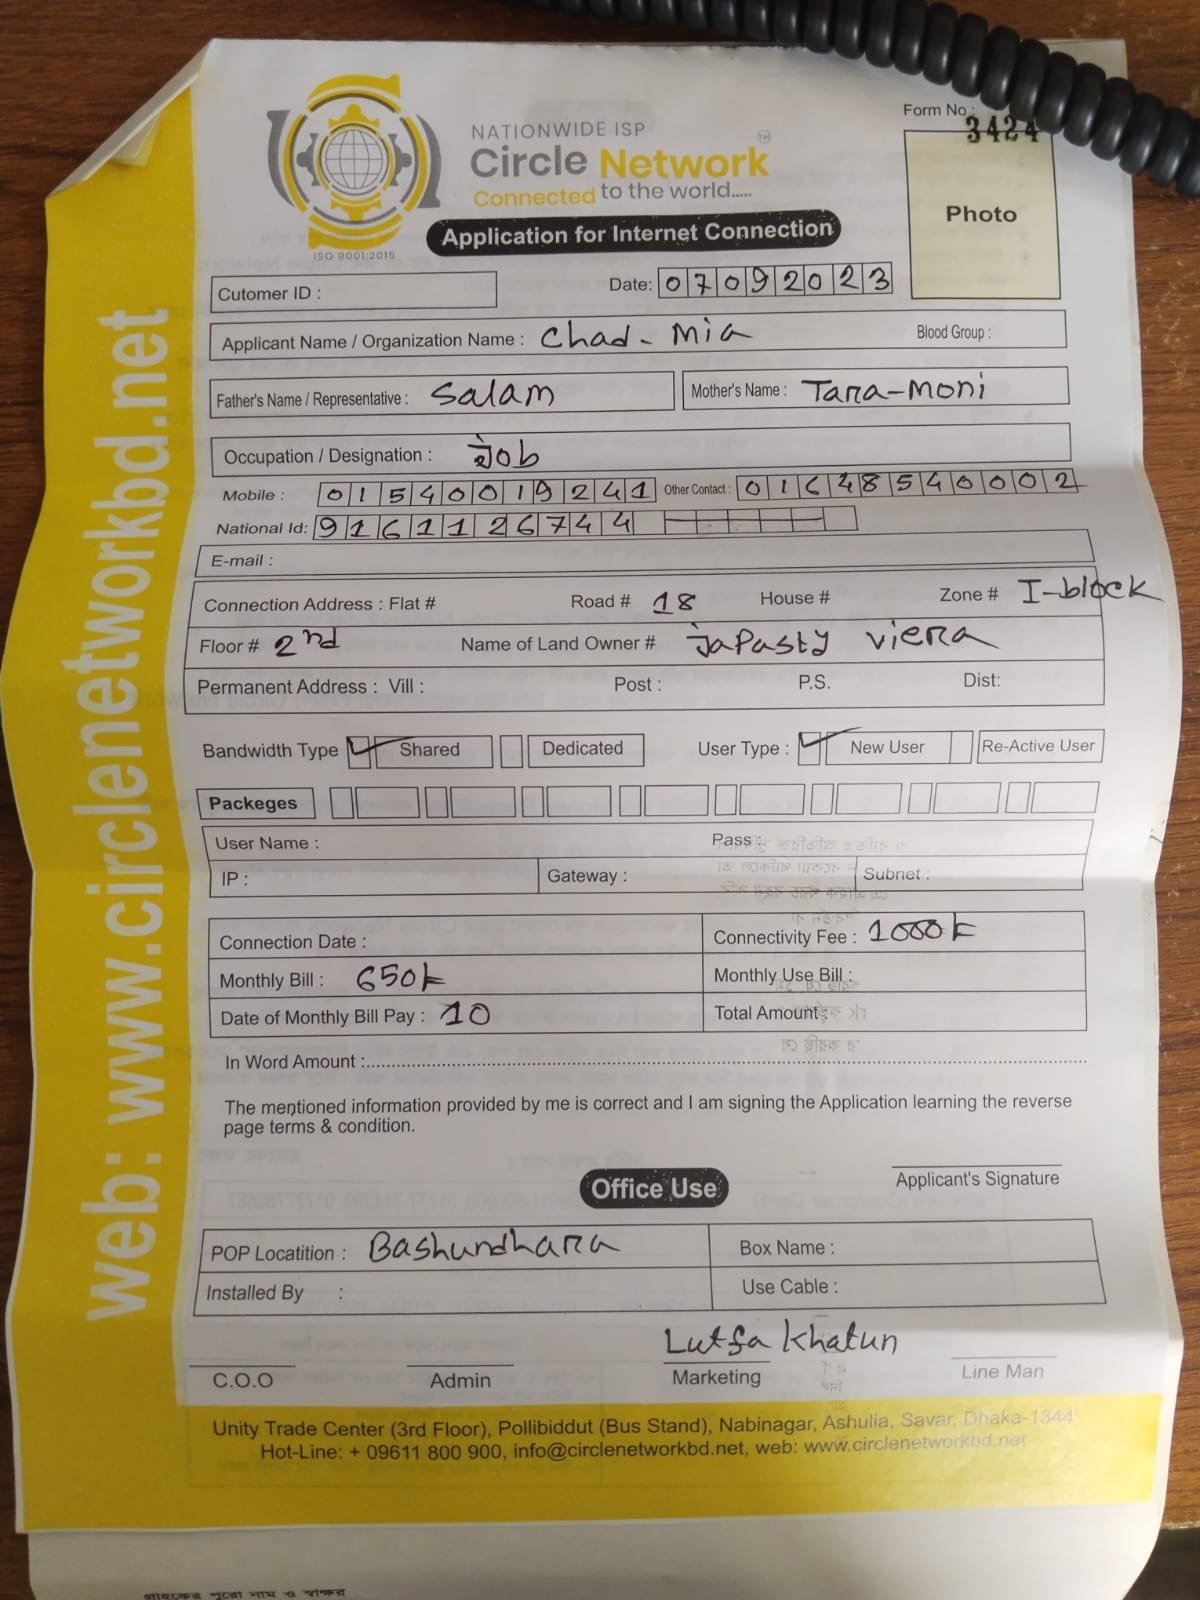 Form No.: 3424
NATIONWIDE ISP
Circle Network TM
Connected to the world.....
ISO 9001:2015
Application for Internet Connection
Photo
Cutomer ID :
Date: 07092023
Applicant Name / Organization Name : Chad - Mia Blood Group :
Father's Name / Representative : Salam Mother's Name : Tara-Moni
Occupation / Designation : Job
Mobile : 01540019241 Other Contact : 01648540002
National Id: 9161126744
E-mail :
Connection Address : Flat # Road # 18 House # Zone # I-block
Floor # 2nd Name of Land Owner # JaPasty Viera
Permanent Address : Vill : Post : P.S. Dist:
Bandwidth Type Shared Dedicated User Type : New User Re-Active User
Packeges
User Name : Pass :
IP : Gateway : Subnet :
Connection Date : Connectivity Fee : 1000k
Monthly Bill : 650k Monthly Use Bill :
Date of Monthly Bill Pay : 10 Total Amount :
In Word Amount :
The mentioned information provided by me is correct and I am signing the Application learning the reverse
page terms & condition.
Applicant's Signature
Office Use
POP Locatition : Bashundhara Box Name :
Installed By : Use Cable :
Lutfa Khatun
C.O.O Admin Marketing Line Man
Unity Trade Center (3rd Floor), Pollibiddut (Bus Stand), Nabinagar, Ashulia, Savar, Dhaka-1344
Hot-Line: + 09611 800 900, info@circlenetworkbd.net, web: www.circlenetworkbd.net
web: www.circlenetworkbd.net
গ্রাহকের পুরো নাম ও স্বাক্ষর